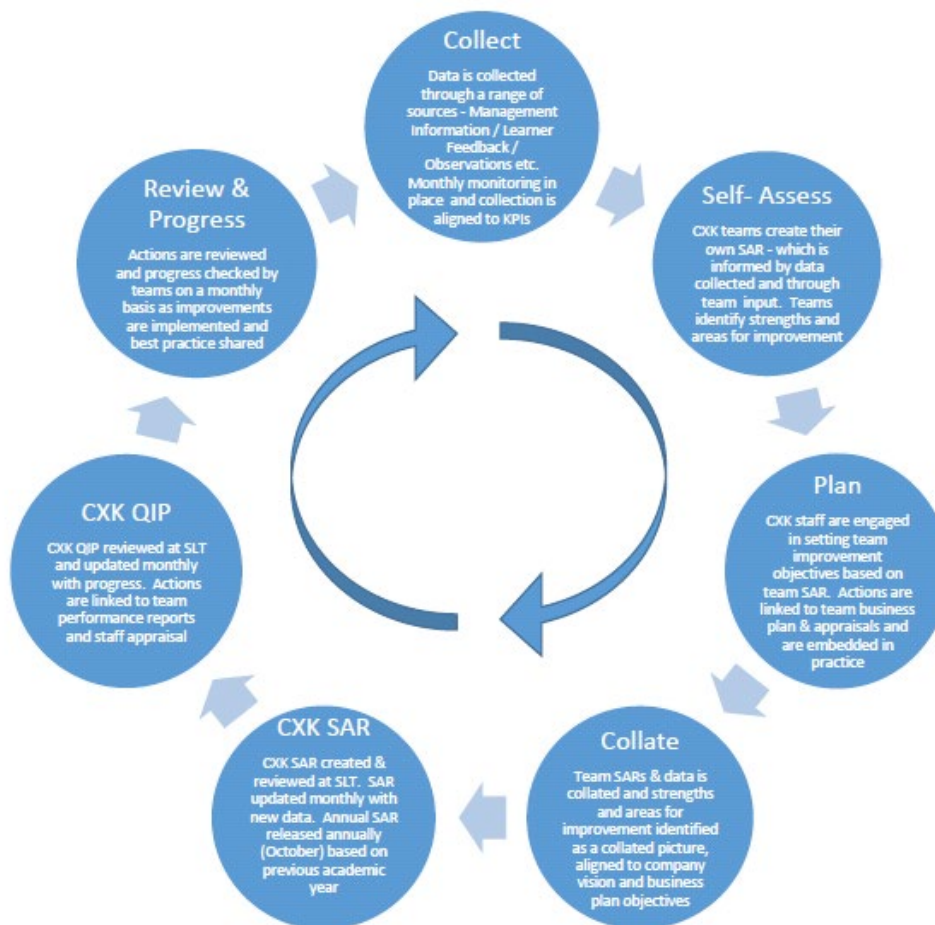 Collect
Data is collected
through a range of
sources - Management
Information / Learner
Feedback /
Observations etc.
Monthly monitoring in
place and collection is
aligned to KPIs
Self- Assess
CXK teams create their
own SAR - which is
informed by data
collected and through
team input. Teams
identify strengths and
areas for improvement
Plan
CXK staff are engaged
in setting team
improvement
objectives based on
team SAR. Actions are
linked to team business
plan & appraisals and
are embedded in
practice
Collate
Team SARs & data is
collated and strengths
and areas for
improvement identified
as a collated picture,
aligned to company
vision and business
plan objectives
CXK SAR
CXK SAR created &
reviewed at SLT. SAR
updated monthly with
new data. Annual SAR
released annually
(October) based on
previous academic
year
CXK QIP
CXK QIP reviewed at SLT
and updated monthly
with progress. Actions
are linked to team
performance reports
and staff appraisal
Review &
Progress
Actions are reviewed
and progress checked by
teams on a monthly
basis as improvements
are implemented and
best practice shared